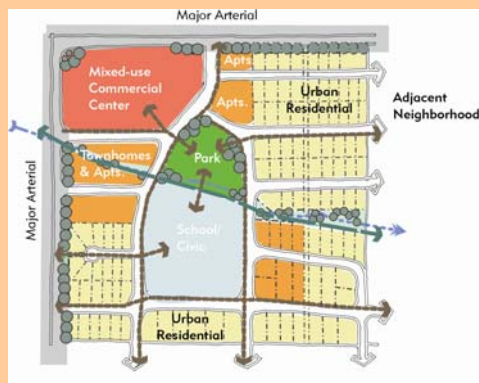 Major Arterial
Mixed-use
Commercial
Center
Apts
Apts.
Urban
Residential
Adjacent
Neighborhood
Park
Townhomes
& Apts.
Major Arterial
School/
Civic
Urban
Residential